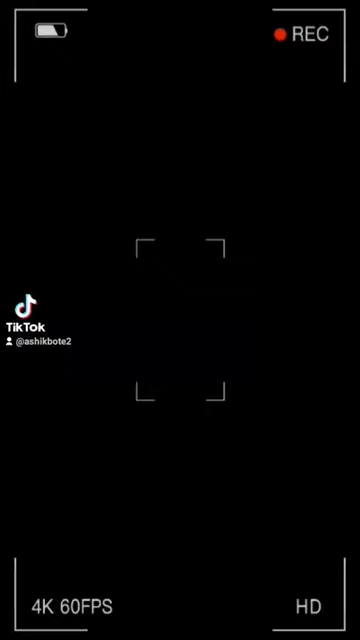 REC
TikTok
@ashikbote2
4K 60FPS
HD